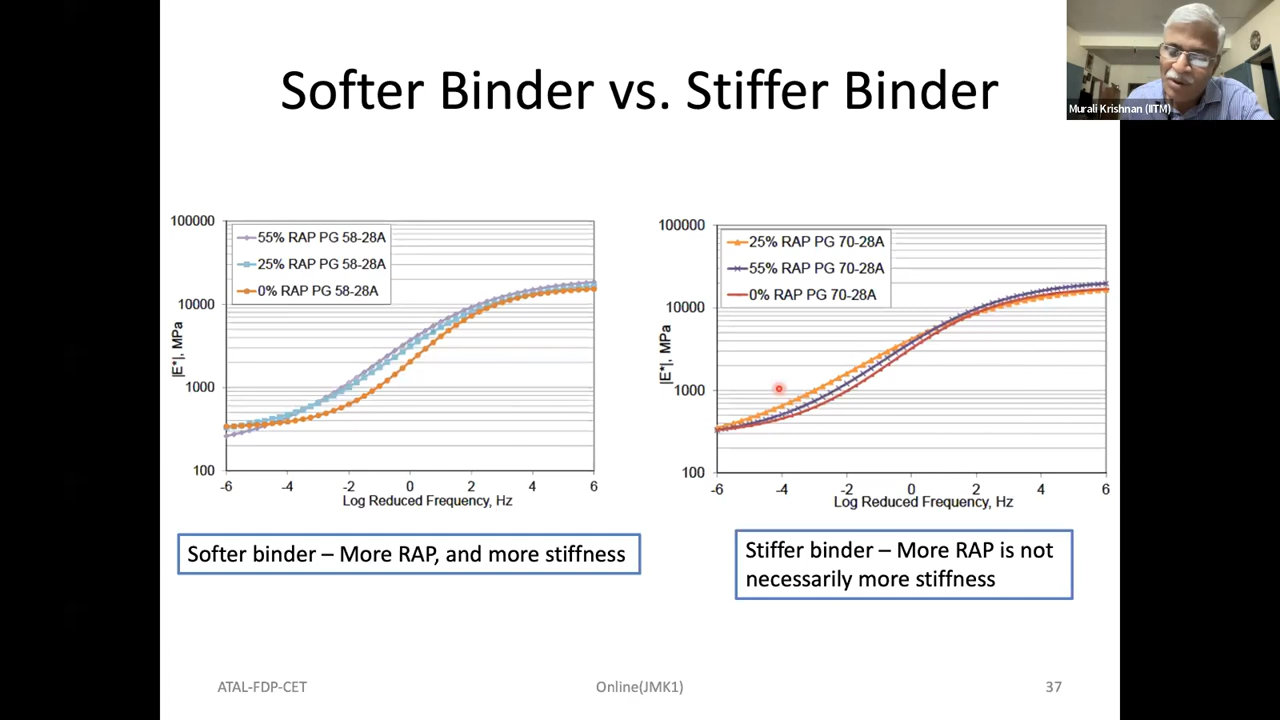 Softer Binder vs. Stiffer Binder
Murali Krishnan (IITM)
100000
10000
1000
100
|E*|, MPa
55% RAP PG 58-28A
25% RAP PG 58-28A
0% RAP PG 58-28A
-6 -4 -2 0 2 4 6
Log Reduced Frequency, Hz
Softer binder – More RAP, and more stiffness
100000
10000
1000
100
|E*|, MPa
25% RAP PG 70-28A
55% RAP PG 70-28A
0% RAP PG 70-28A
-6 -4 -2 0 2 4 6
Log Reduced Frequency, Hz
Stiffer binder – More RAP is not
necessarily more stiffness
ATAL-FDP-CET
Online(JMK1)
37